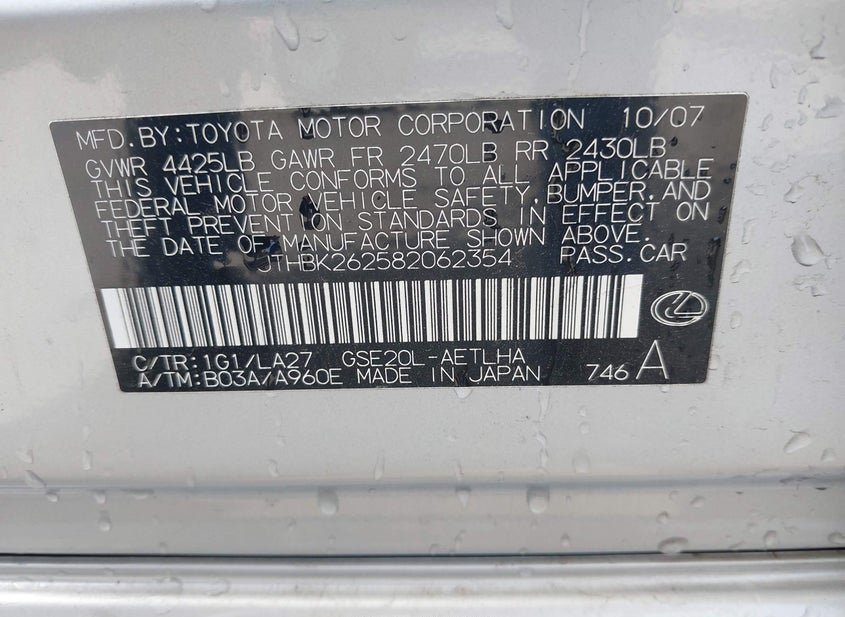 MFD.BY:TOYOTA MOTOR CORPORATION 10/07
GVWR 4425LB GAWR FR 2470LB RR 2430LB
THIS VEHICLE CONFORMS TO ALL APPLICABLE
FEDERAL MOTOR VEHICLE SAFETY,BUMPER,AND
THEFT PREVENTION STANDARDS IN EFFECT ON
THE DATE OF MANUFACTURE SHOWN ABOVE.
JTHBK262582062354 PASS.CAR
C/TR:1G1/LA27 GSE20L-AETLHA
A/TM:B03A/A960E MADE IN JAPAN 746 A